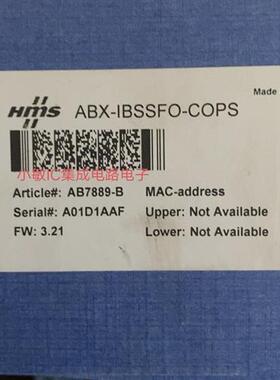 Made
HMS
ABX-IBSSFO-COPS
小敏IC集成电路电子
Article#: AB7889-B
MAC-address
Serial#: A01D1AAF
Upper: Not Available
FW: 3.21
Lower: Not Available